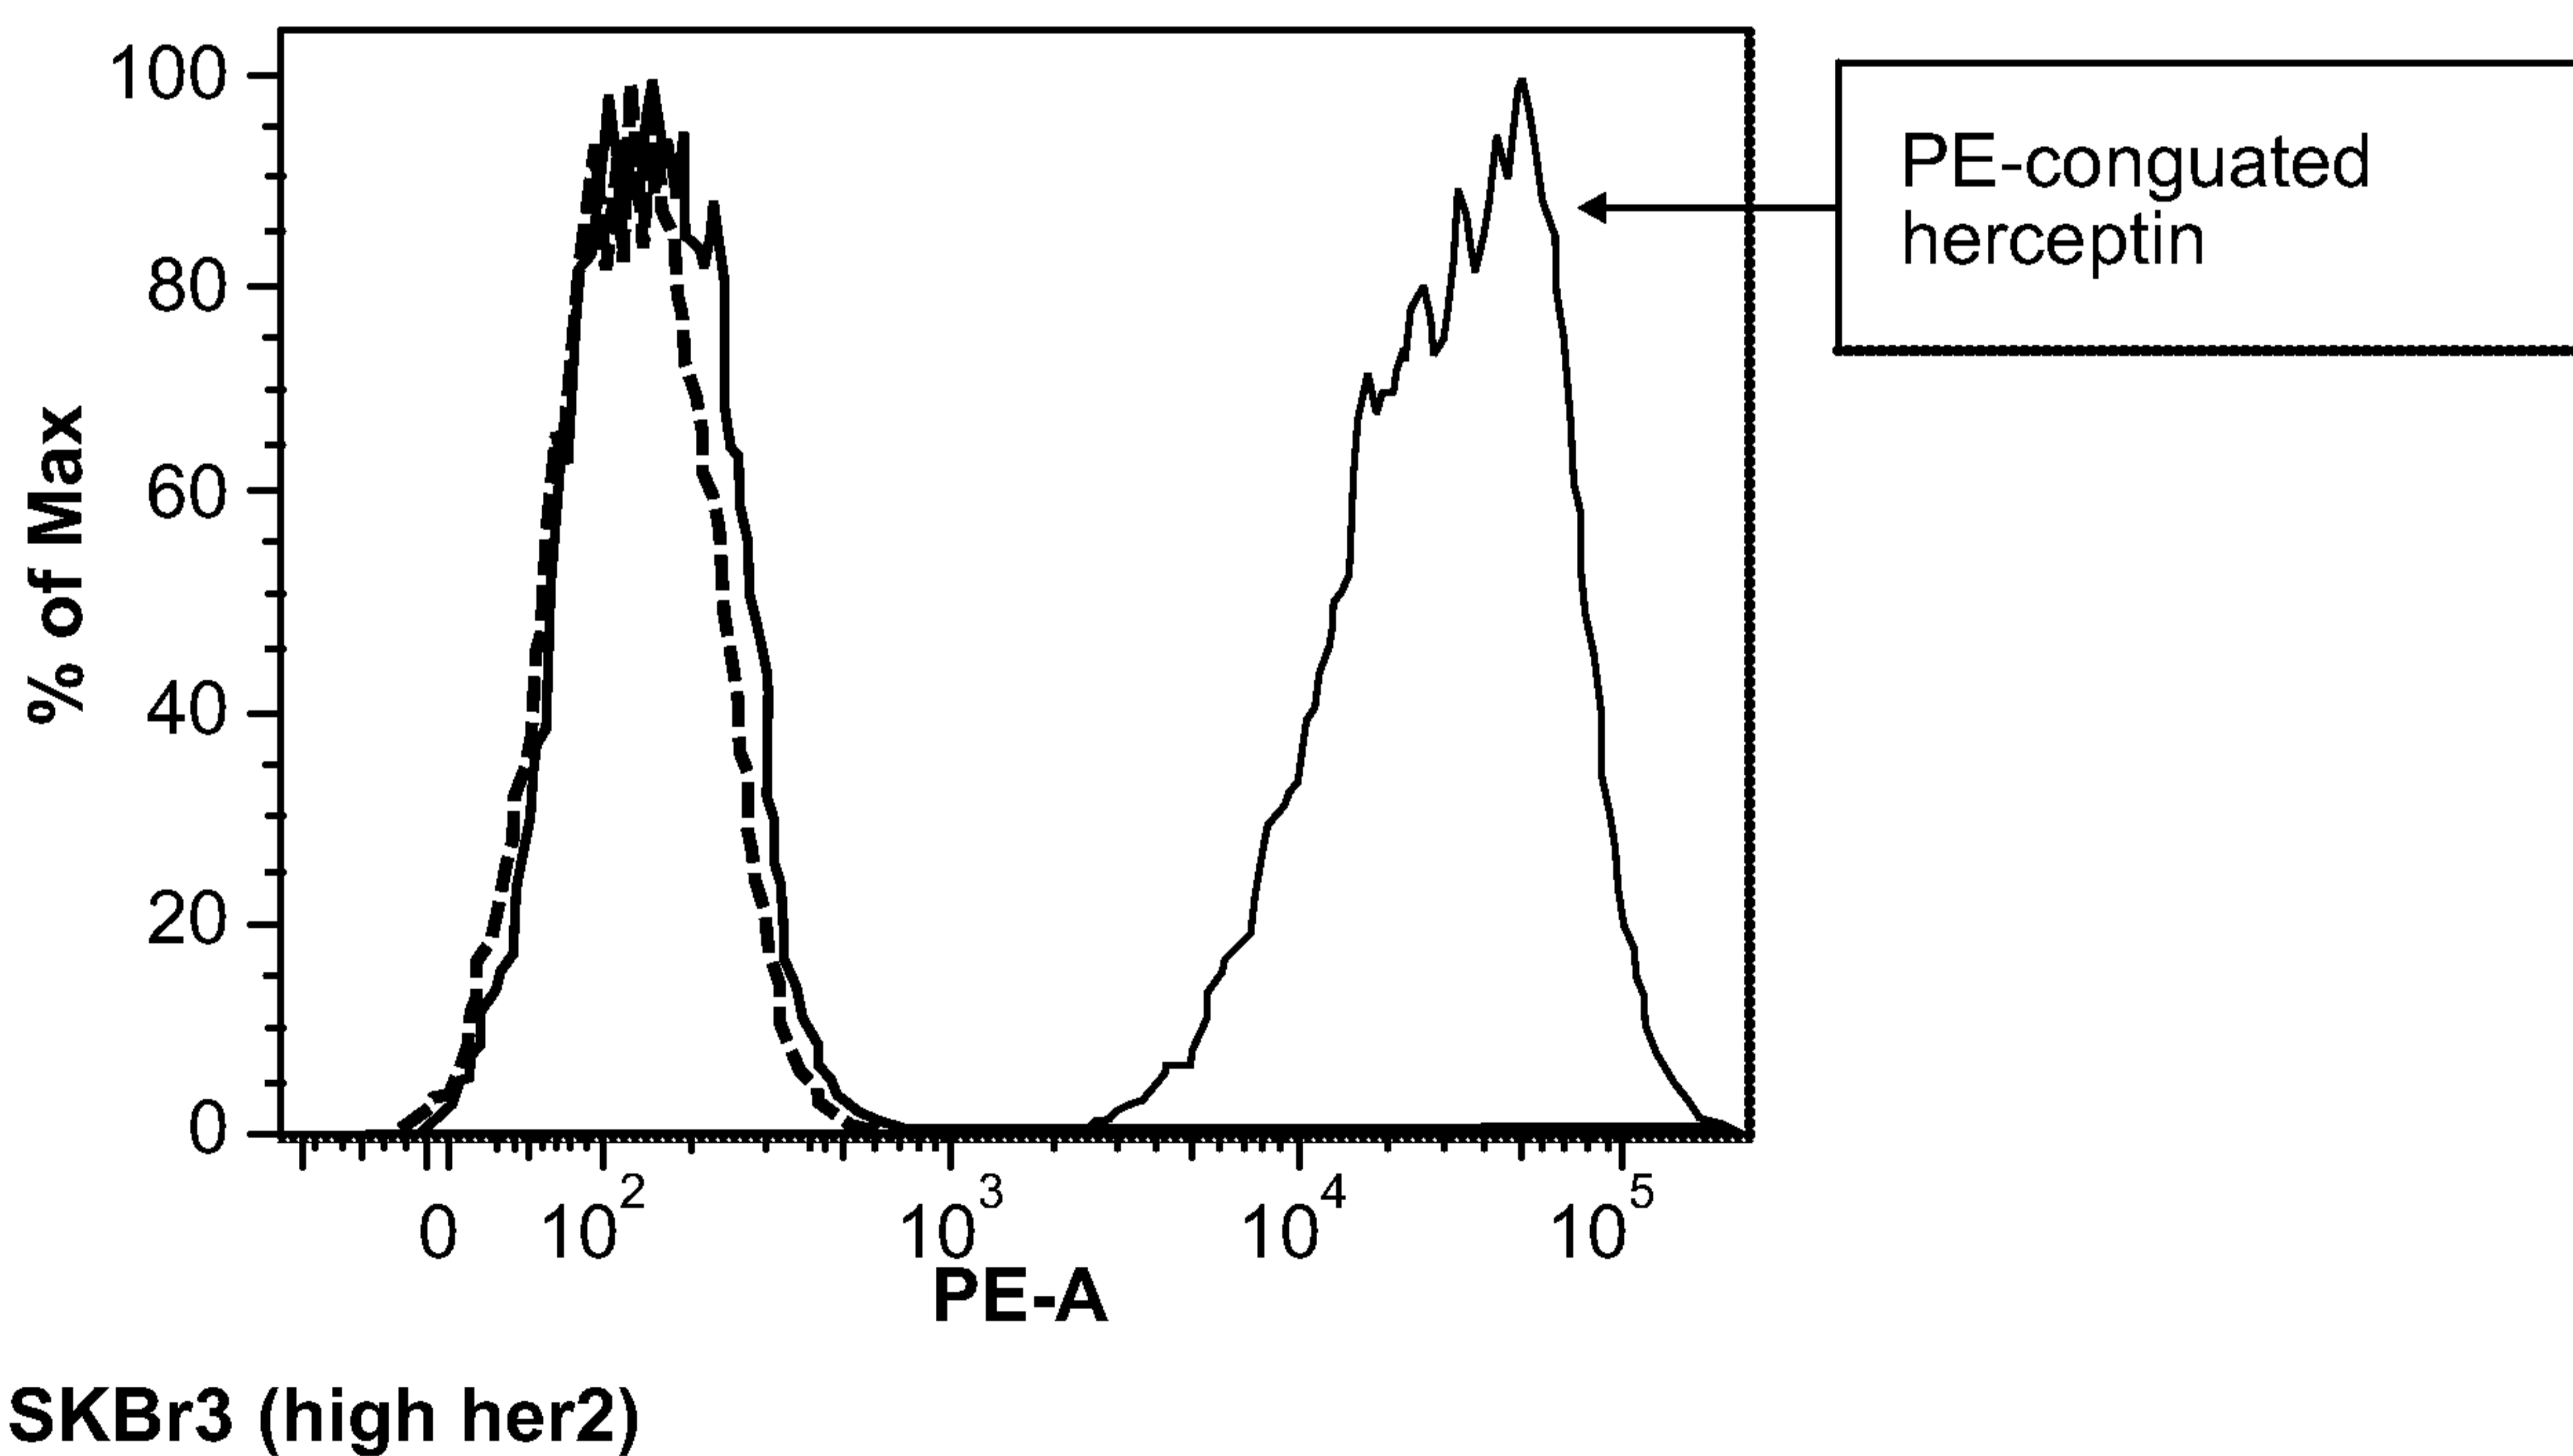 100
80
60
40
20
0
% of Max
0
10^2
10^3
10^4
10^5
PE-A
PE-conguated
herceptin
SKBr3 (high her2)